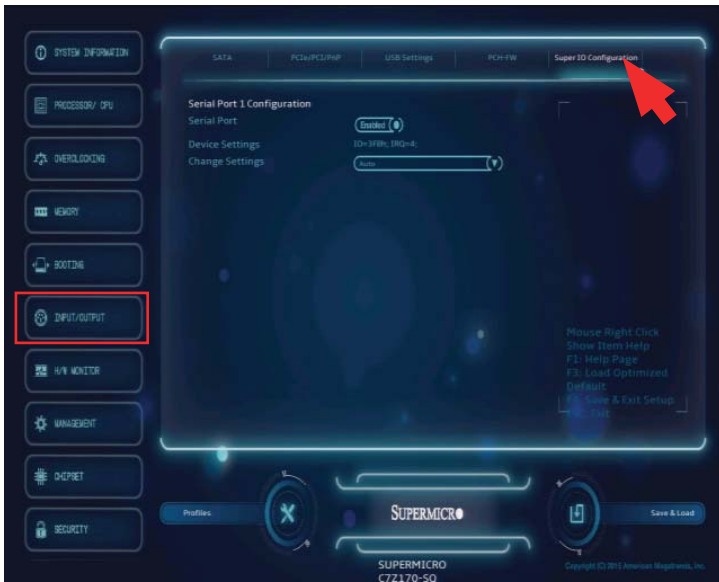 SYSTEM INFORMATION
PROCESSOR/ CPU
OVERCLOCKING
MEMORY
BOOTING
INPUT/OUTPUT
H/W MONITOR
MANAGEMENT
CHIPSET
SECURITY
SATA PCIe/PCI/PnP USB Settings PCH-FW Super IO Configuration
Serial Port 1 Configuration
Serial Port Enabled
Device Settings IO=3F8h; IRQ=4;
Change Settings Auto
Mouse Right Click
Show Item Help
F1: Help Page
F3: Load Optimized
Default
Save & Exit Setup
Exit
Profiles
SUPERMICRO
Save & Load
SUPERMICRO
C7Z170-SQ
Copyright (C) 2015 American Megatrends, Inc.